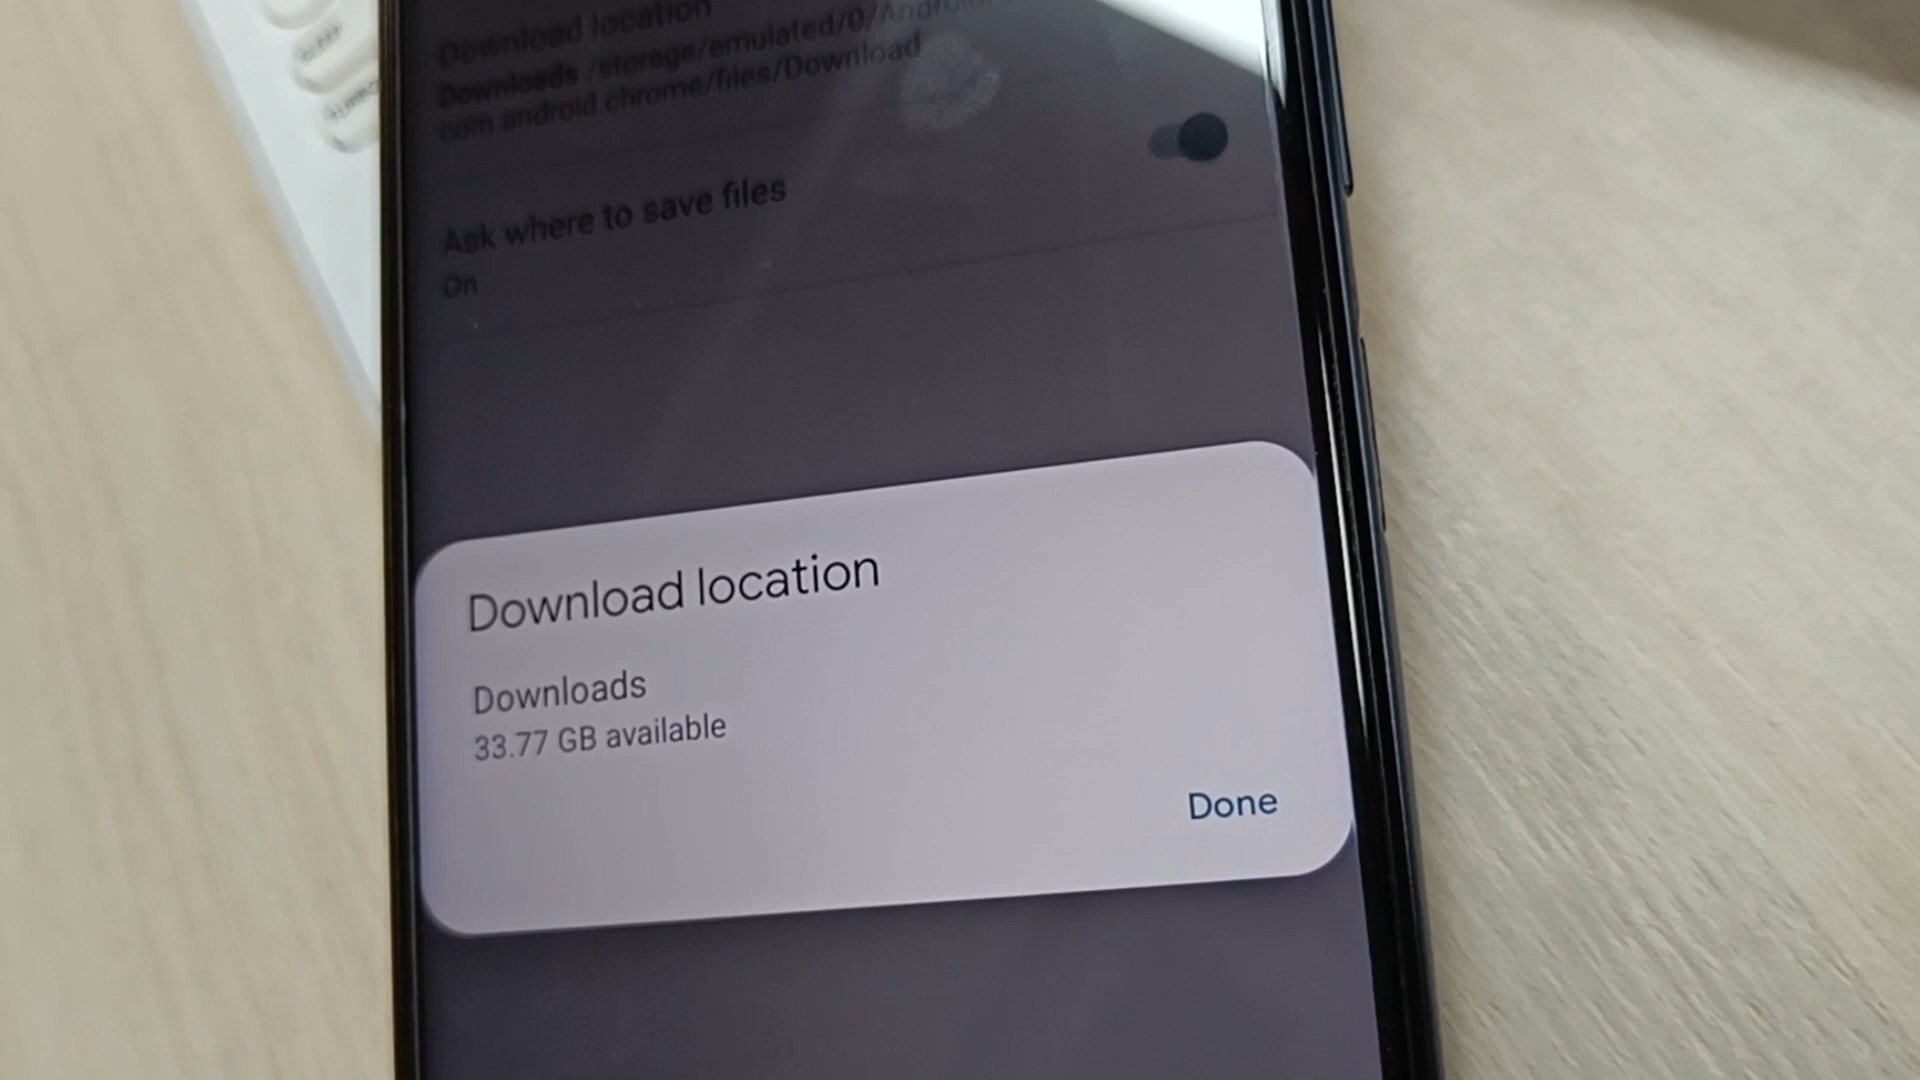 Download location
Downloads /storage/emulated/0/Android
com.android chrome/files/Download
Ask where to save files
On
Download location
Downloads
33.77 GB available
Done